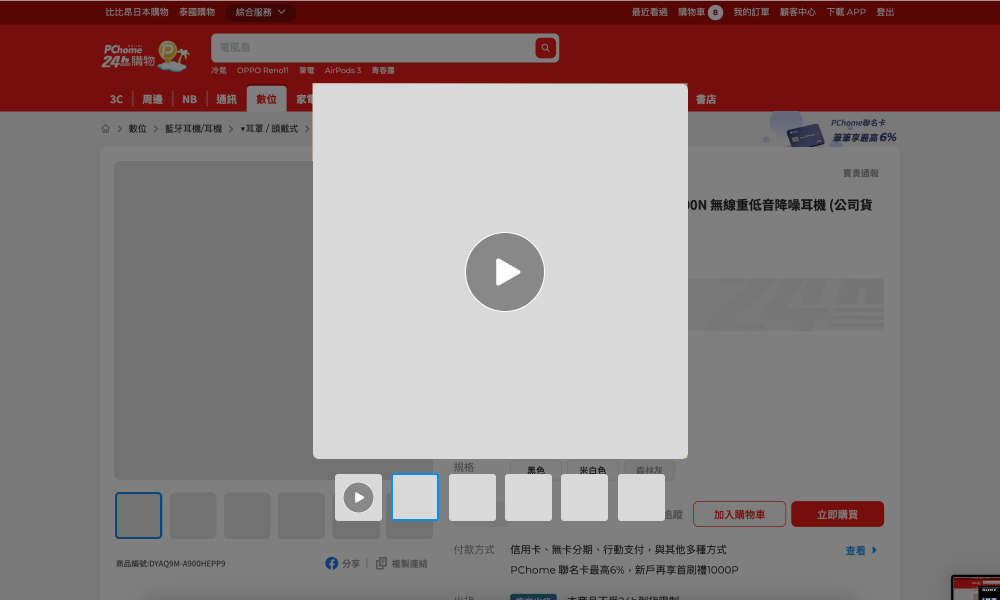 比比昂日本購物 泰國購物 綜合服務
最近看過 購物車 8 我的訂單 顧客中心 下載 APP 登出
PChome ONLINE
24h購物
電風扇
冷氣 OPPO Reno11 筆電 AirPods 3 青春露
3C 周邊 NB 通訊 數位 家電 書店
數位 藍牙耳機/耳機 ▾耳罩 / 頭戴式
PChome聯名卡
筆筆享最高6%
賣貴通報
00N 無線重低音降噪耳機 (公司貨
24h
規格 黑色 米白色 森林灰
追蹤 加入購物車 立即購買
付款方式 信用卡、無卡分期、行動支付，與其他多種方式 查看
PChome 聯名卡最高6%，新戶再享首刷禮1000P
商品編號:DYAQ9M-A900HEPP9 分享 複製連結
SONY